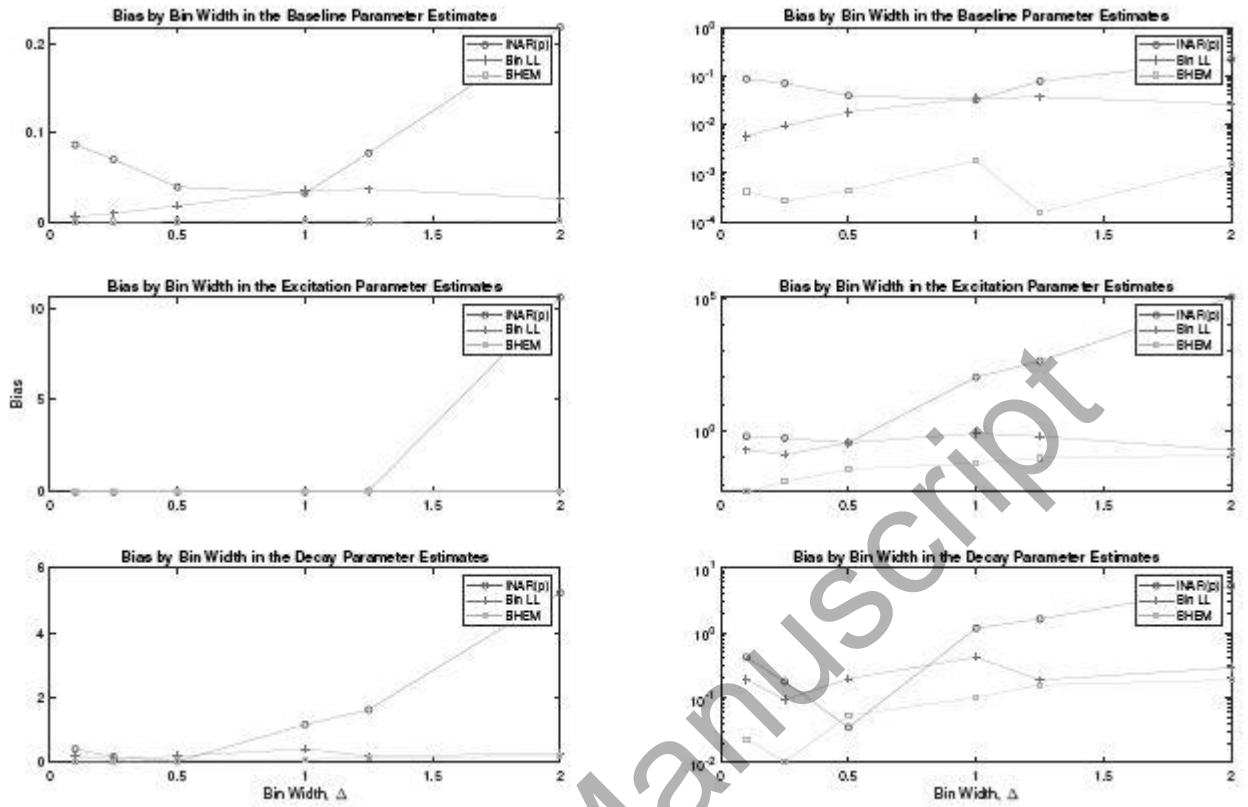 Bias by Bin Width in the Baseline Parameter Estimates
0.2
0.1
0
0 0.5 1 1.5 2
INAR(p)
Bin LL
BHEM
Bias by Bin Width in the Baseline Parameter Estimates
10^0
10^-1
10^-2
10^-3
10^-4
0 0.5 1 1.5 2
INAR(p)
Bin LL
BHEM
Bias by Bin Width in the Excitation Parameter Estimates
10
5
0
0 0.5 1 1.5 2
Bias
INAR(p)
Bin LL
BHEM
Bias by Bin Width in the Excitation Parameter Estimates
10^5
10^0
0 0.5 1 1.5 2
INAR(p)
Bin LL
BHEM
Bias by Bin Width in the Decay Parameter Estimates
6
4
2
0
0 0.5 1 1.5 2
Bin Width, Δ
INAR(p)
Bin LL
BHEM
Bias by Bin Width in the Decay Parameter Estimates
10^1
10^0
10^-1
10^-2
0 0.5 1 1.5 2
Bin Width, Δ
INAR(p)
Bin LL
BHEM
Manuscript